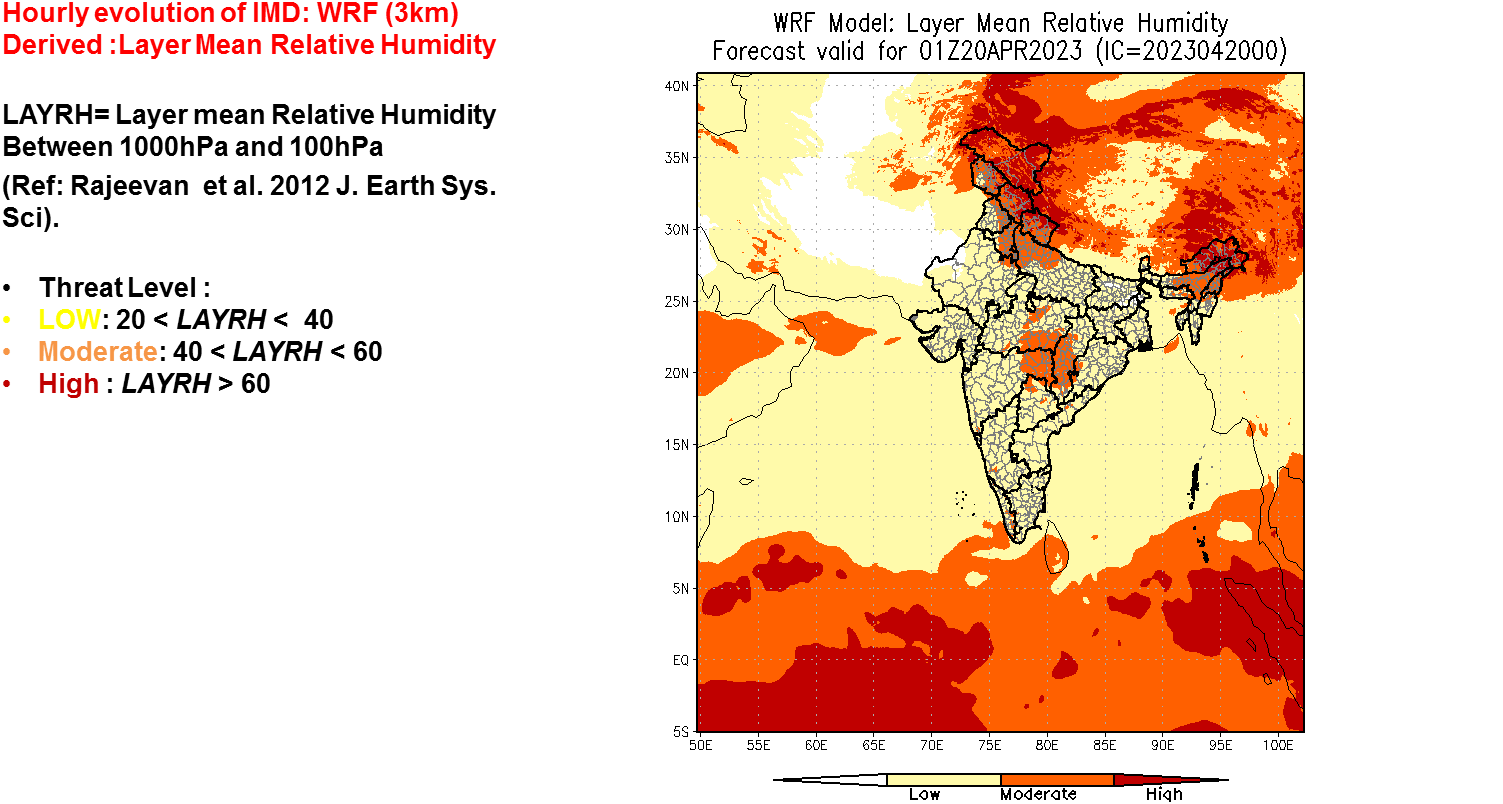 Hourly evolution of IMD: WRF (3km)
Derived :Layer Mean Relative Humidity
LAYRH= Layer mean Relative Humidity
Between 1000hPa and 100hPa
(Ref: Rajeevan et al. 2012 J. Earth Sys.
Sci).
• Threat Level :
• LOW: 20 < LAYRH < 40
• Moderate: 40 < LAYRH < 60
• High : LAYRH > 60
WRF Model: Layer Mean Relative Humidity
Forecast valid for 01Z20APR2023 (IC=2023042000)
40N
35N
30N
25N
20N
15N
10N
5N
EQ
5S
50E 55E 60E 65E 70E 75E 80E 85E 90E 95E 100E
Low Moderate High